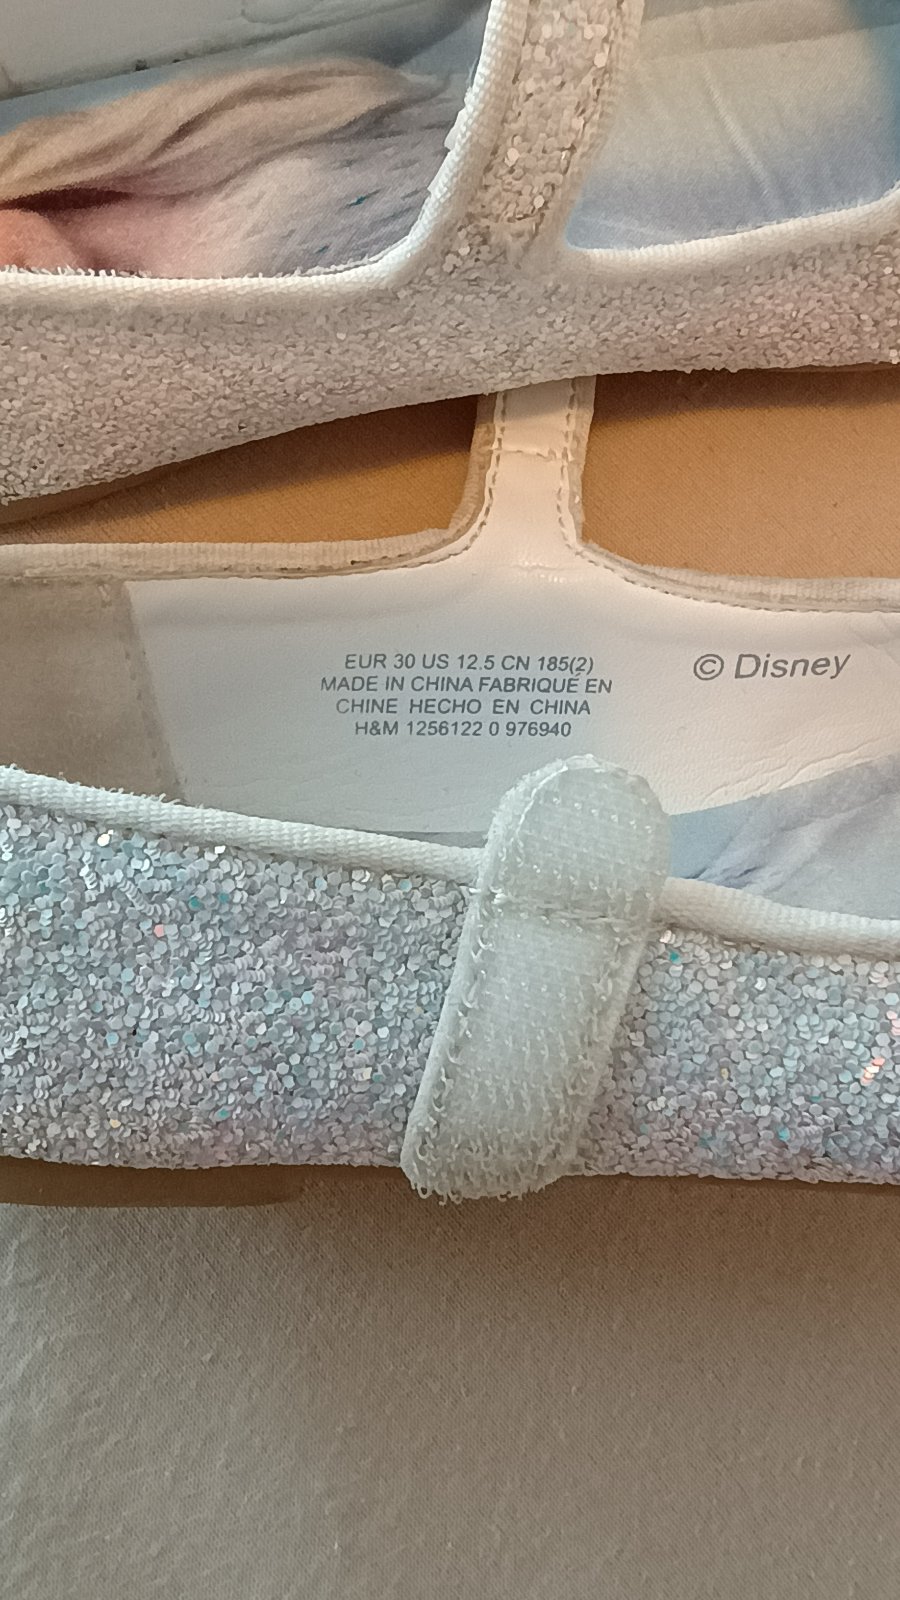 EUR 30 US 12.5 CN 185(2)
MADE IN CHINA FABRIQUÉ EN
CHINE HECHO EN CHINA
H&M 1256122 0 976940
© Disney